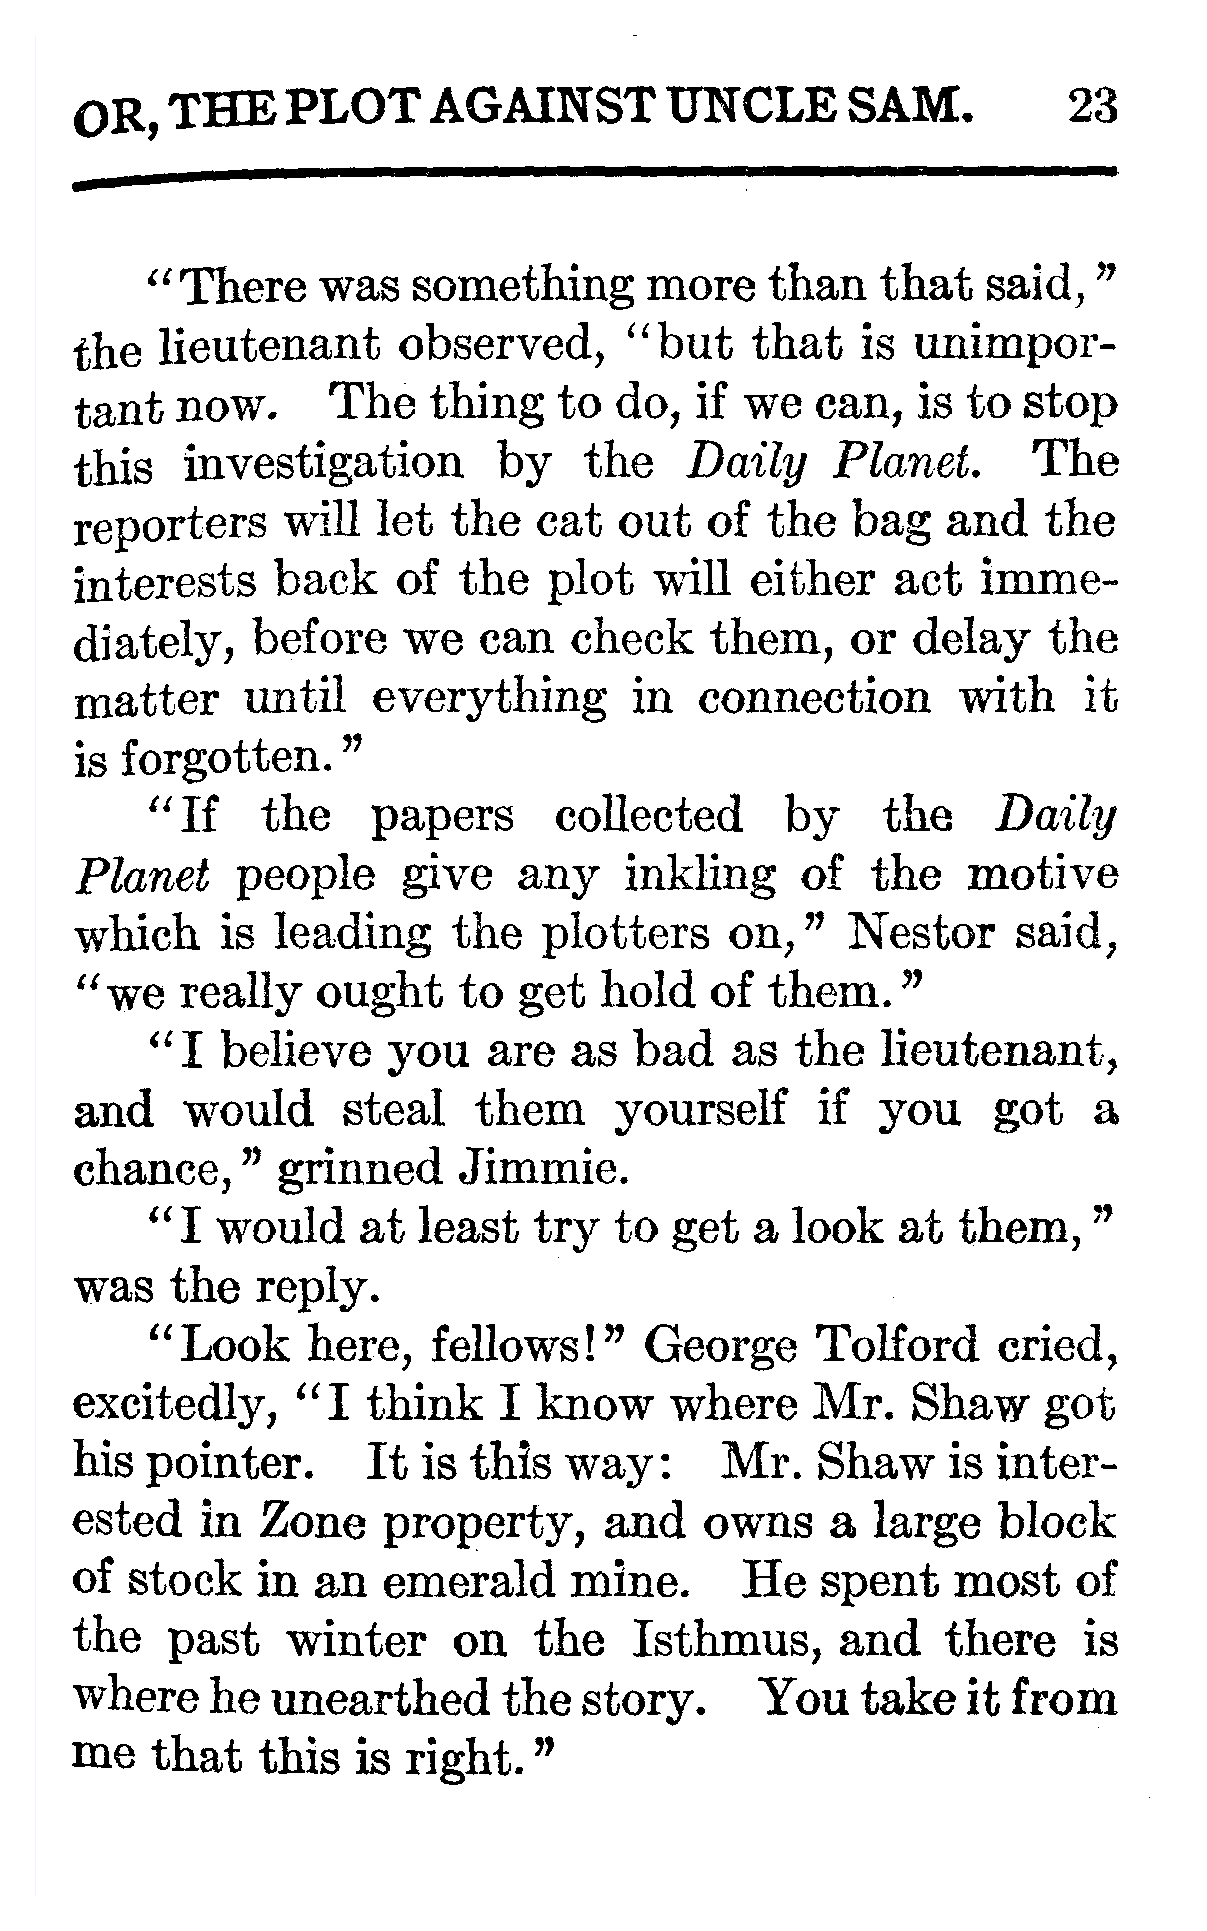 OR, THE PLOT AGAINST UNCLE SAM. 23
“There was something more than that said,”
the lieutenant observed, “but that is unimpor-
tant now. The thing to do, if we can, is to stop
this investigation by the Daily Planet. The
reporters will let the cat out of the bag and the
interests back of the plot will either act imme-
diately, before we can check them, or delay the
matter until everything in connection with it
is forgotten.”
“If the papers collected by the Daily
Planet people give any inkling of the motive
which is leading the plotters on,” Nestor said,
“we really ought to get hold of them.”
“I believe you are as bad as the lieutenant,
and would steal them yourself if you got a
chance,” grinned Jimmie.
“I would at least try to get a look at them,”
was the reply.
“Look here, fellows!” George Tolford cried,
excitedly, “I think I know where Mr. Shaw got
his pointer. It is this way: Mr. Shaw is inter-
ested in Zone property, and owns a large block
of stock in an emerald mine. He spent most of
the past winter on the Isthmus, and there is
where he unearthed the story. You take it from
me that this is right.”